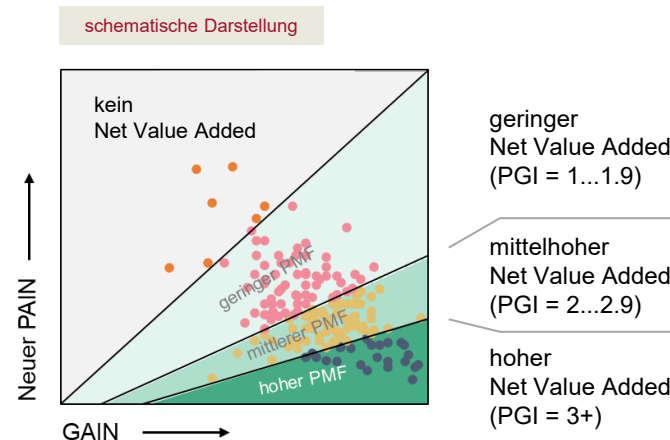 schematische Darstellung
kein
Net Value Added
geringer PMF
mittlerer PMF
hoher PMF
Neuer PAIN
GAIN
geringer
Net Value Added
(PGI = 1...1.9)
mittelhoher
Net Value Added
(PGI = 2...2.9)
hoher
Net Value Added
(PGI = 3+)